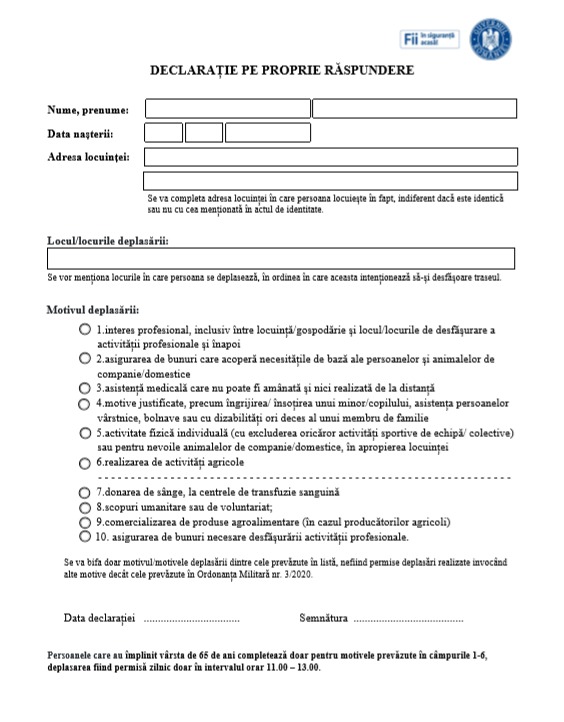 Fii în siguranță acasă!
GUVERNUL ROMÂNIEI
DECLARAȚIE PE PROPRIE RĂSPUNDERE
Nume, prenume:
Data nașterii:
Adresa locuinței:
Se va completa adresa locuinței în care persoana locuiește în fapt, indiferent dacă este identică
sau nu cu cea menționată în actul de identitate.
Locul/locurile deplasării:
Se vor menționa locurile în care persoana se deplasează, în ordinea în care aceasta intenționează să-și desfășoare traseul.
Motivul deplasării:
1.interes profesional, inclusiv între locuință/gospodărie și locul/locurile de desfășurare a
activității profesionale și înapoi
2.asigurarea de bunuri care acoperă necesitățile de bază ale persoanelor și animalelor de
companie/domestice
3.asistență medicală care nu poate fi amânată și nici realizată de la distanță
4.motive justificate, precum îngrijirea/ însoțirea unui minor/copilului, asistența persoanelor
vârstnice, bolnave sau cu dizabilități ori deces al unui membru de familie
5.activitate fizică individuală (cu excluderea oricăror activități sportive de echipă/ colective)
sau pentru nevoile animalelor de companie/domestice, în apropierea locuinței
6.realizarea de activități agricole
7.donarea de sânge, la centrele de transfuzie sanguină
8.scopuri umanitare sau de voluntariat;
9.comercializarea de produse agroalimentare (în cazul producătorilor agricoli)
10. asigurarea de bunuri necesare desfășurării activității profesionale.
Se va bifa doar motivul/motivele deplasării dintre cele prevăzute în listă, nefiind permise deplasări realizate invocând
alte motive decât cele prevăzute în Ordonanța Militară nr. 3/2020.
Data declarației ................................. Semnătura ......................................
Personele care au împlinit vârsta de 65 de ani completează doar pentru motivele prevăzute în câmpurile 1-6,
deplasarea fiind permisă zilnic doar în intervalul orar 11.00 – 13.00.